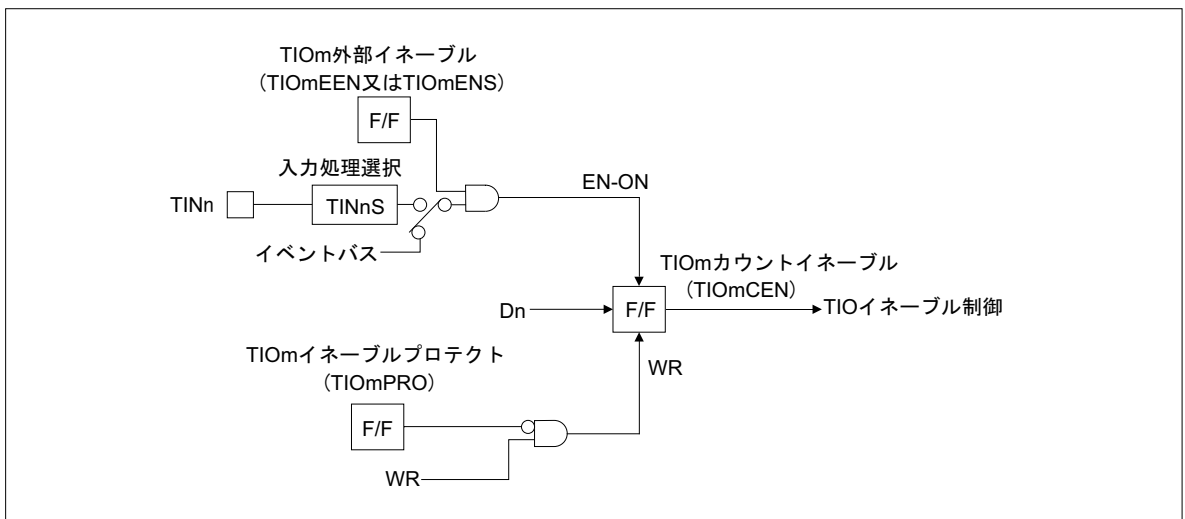 TIOm外部イネーブル
（TIOmEEN又はTIOmENS）
F/F
入力処理選択
TINn
TINnS
EN-ON
イベントバス
TIOmカウントイネーブル
（TIOmCEN）
Dn
F/F
TIOイネーブル制御
TIOmイネーブルプロテクト
（TIOmPRO）
WR
F/F
WR